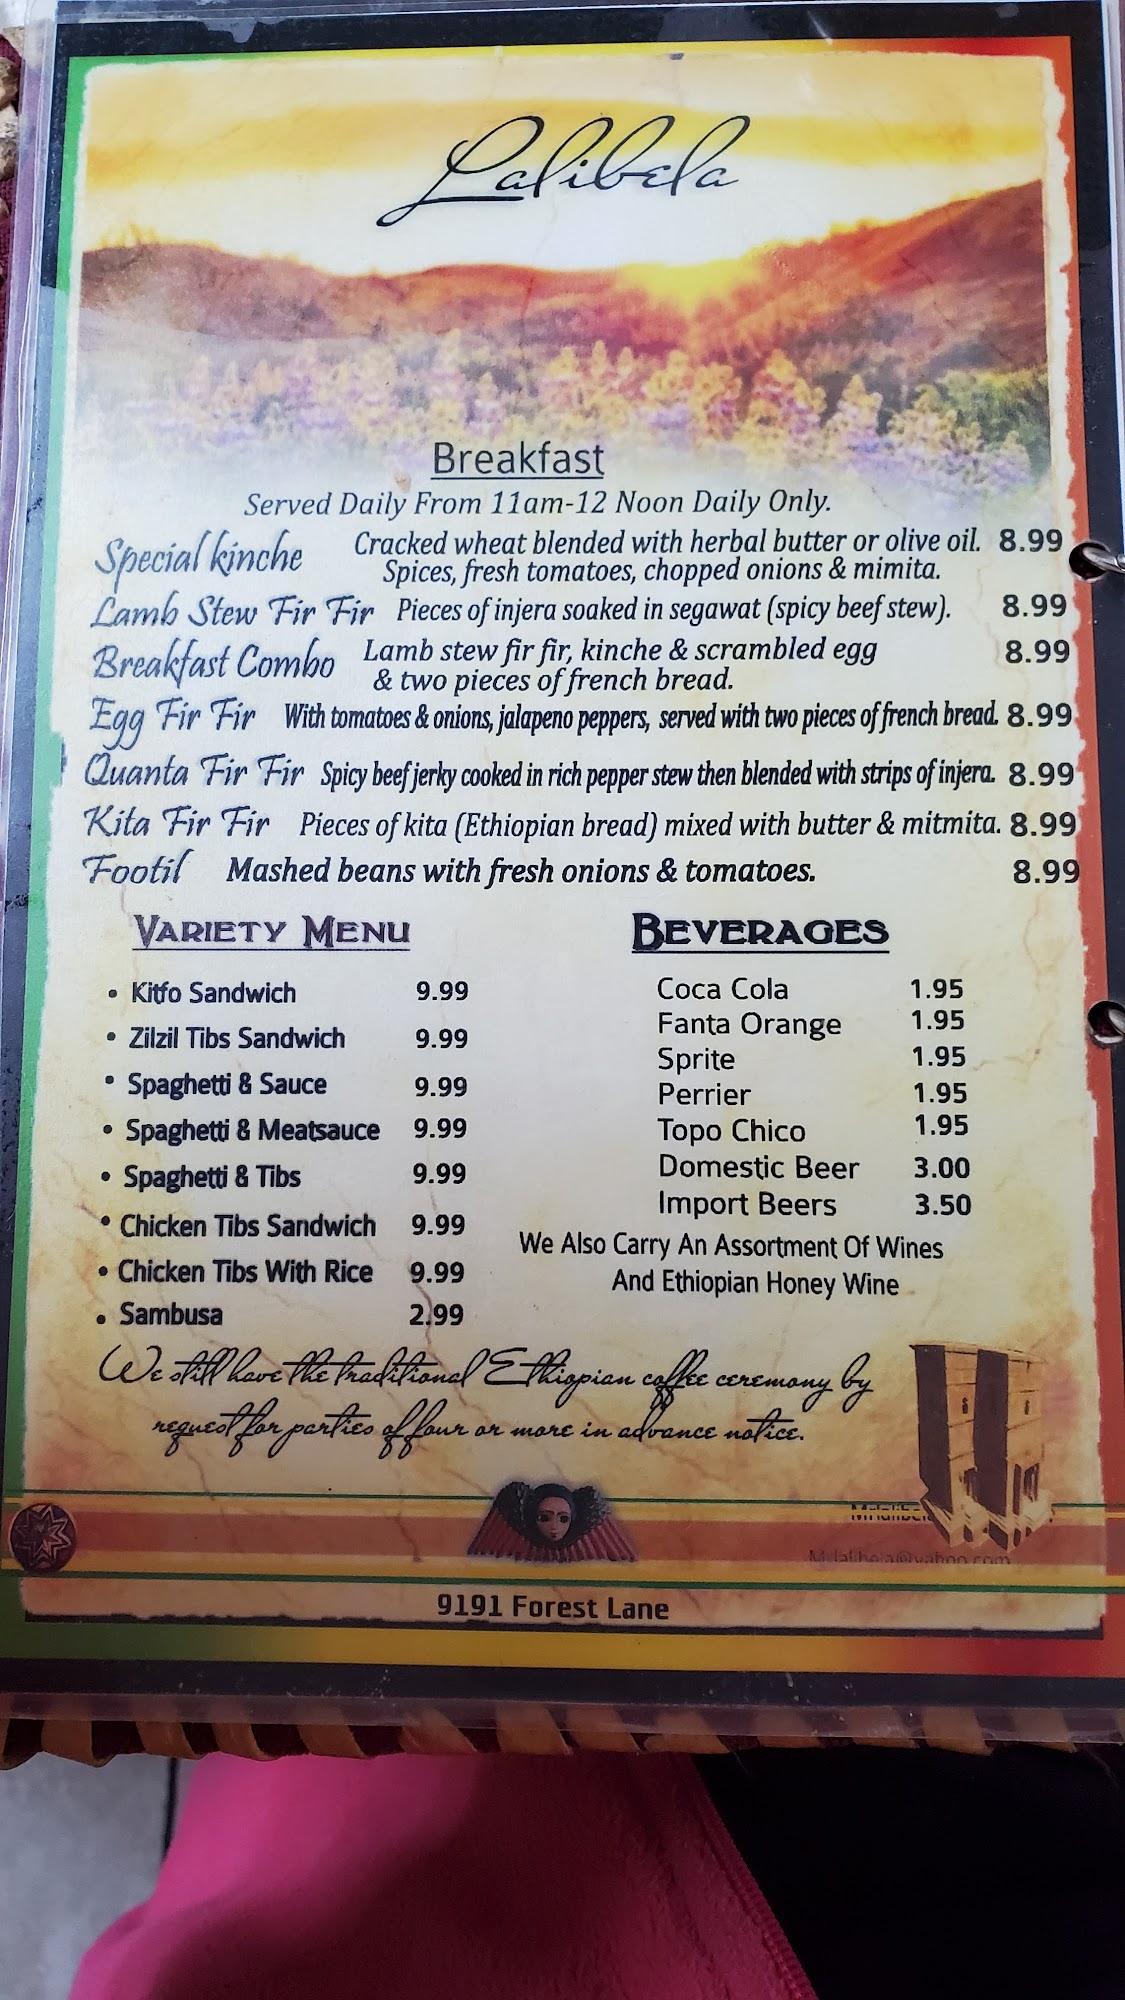 Lalibela
Breakfast
Served Daily From 11am-12 Noon Daily Only.
Special kinche Cracked wheat blended with herbal butter or olive oil. 8.99
Spices, fresh tomatoes, chopped onions & mimita.
Lamb Stew Fir Fir Pieces of injera soaked in segawat (spicy beef stew). 8.99
Breakfast Combo Lamb stew fir fir, kinche & scrambled egg 8.99
& two pieces of french bread.
Egg Fir Fir With tomatoes & onions, jalapeno peppers, served with two pieces of french bread. 8.99
Quanta Fir Fir Spicy beef jerky cooked in rich pepper stew then blended with strips of injera. 8.99
Kita Fir Fir Pieces of kita (Ethiopian bread) mixed with butter & mitmita. 8.99
Footil Mashed beans with fresh onions & tomatoes. 8.99
Variety Menu
• Kitfo Sandwich 9.99
• Zilzil Tibs Sandwich 9.99
• Spaghetti & Sauce 9.99
• Spaghetti & Meatsauce 9.99
• Spaghetti & Tibs 9.99
• Chicken Tibs Sandwich 9.99
• Chicken Tibs With Rice 9.99
• Sambusa 2.99
Beverages
Coca Cola 1.95
Fanta Orange 1.95
Sprite 1.95
Perrier 1.95
Topo Chico 1.95
Domestic Beer 3.00
Import Beers 3.50
We Also Carry An Assortment Of Wines
And Ethiopian Honey Wine
We still have the traditional Ethiopian coffee ceremony by
request for parties of four or more in advance notice.
9191 Forest Lane